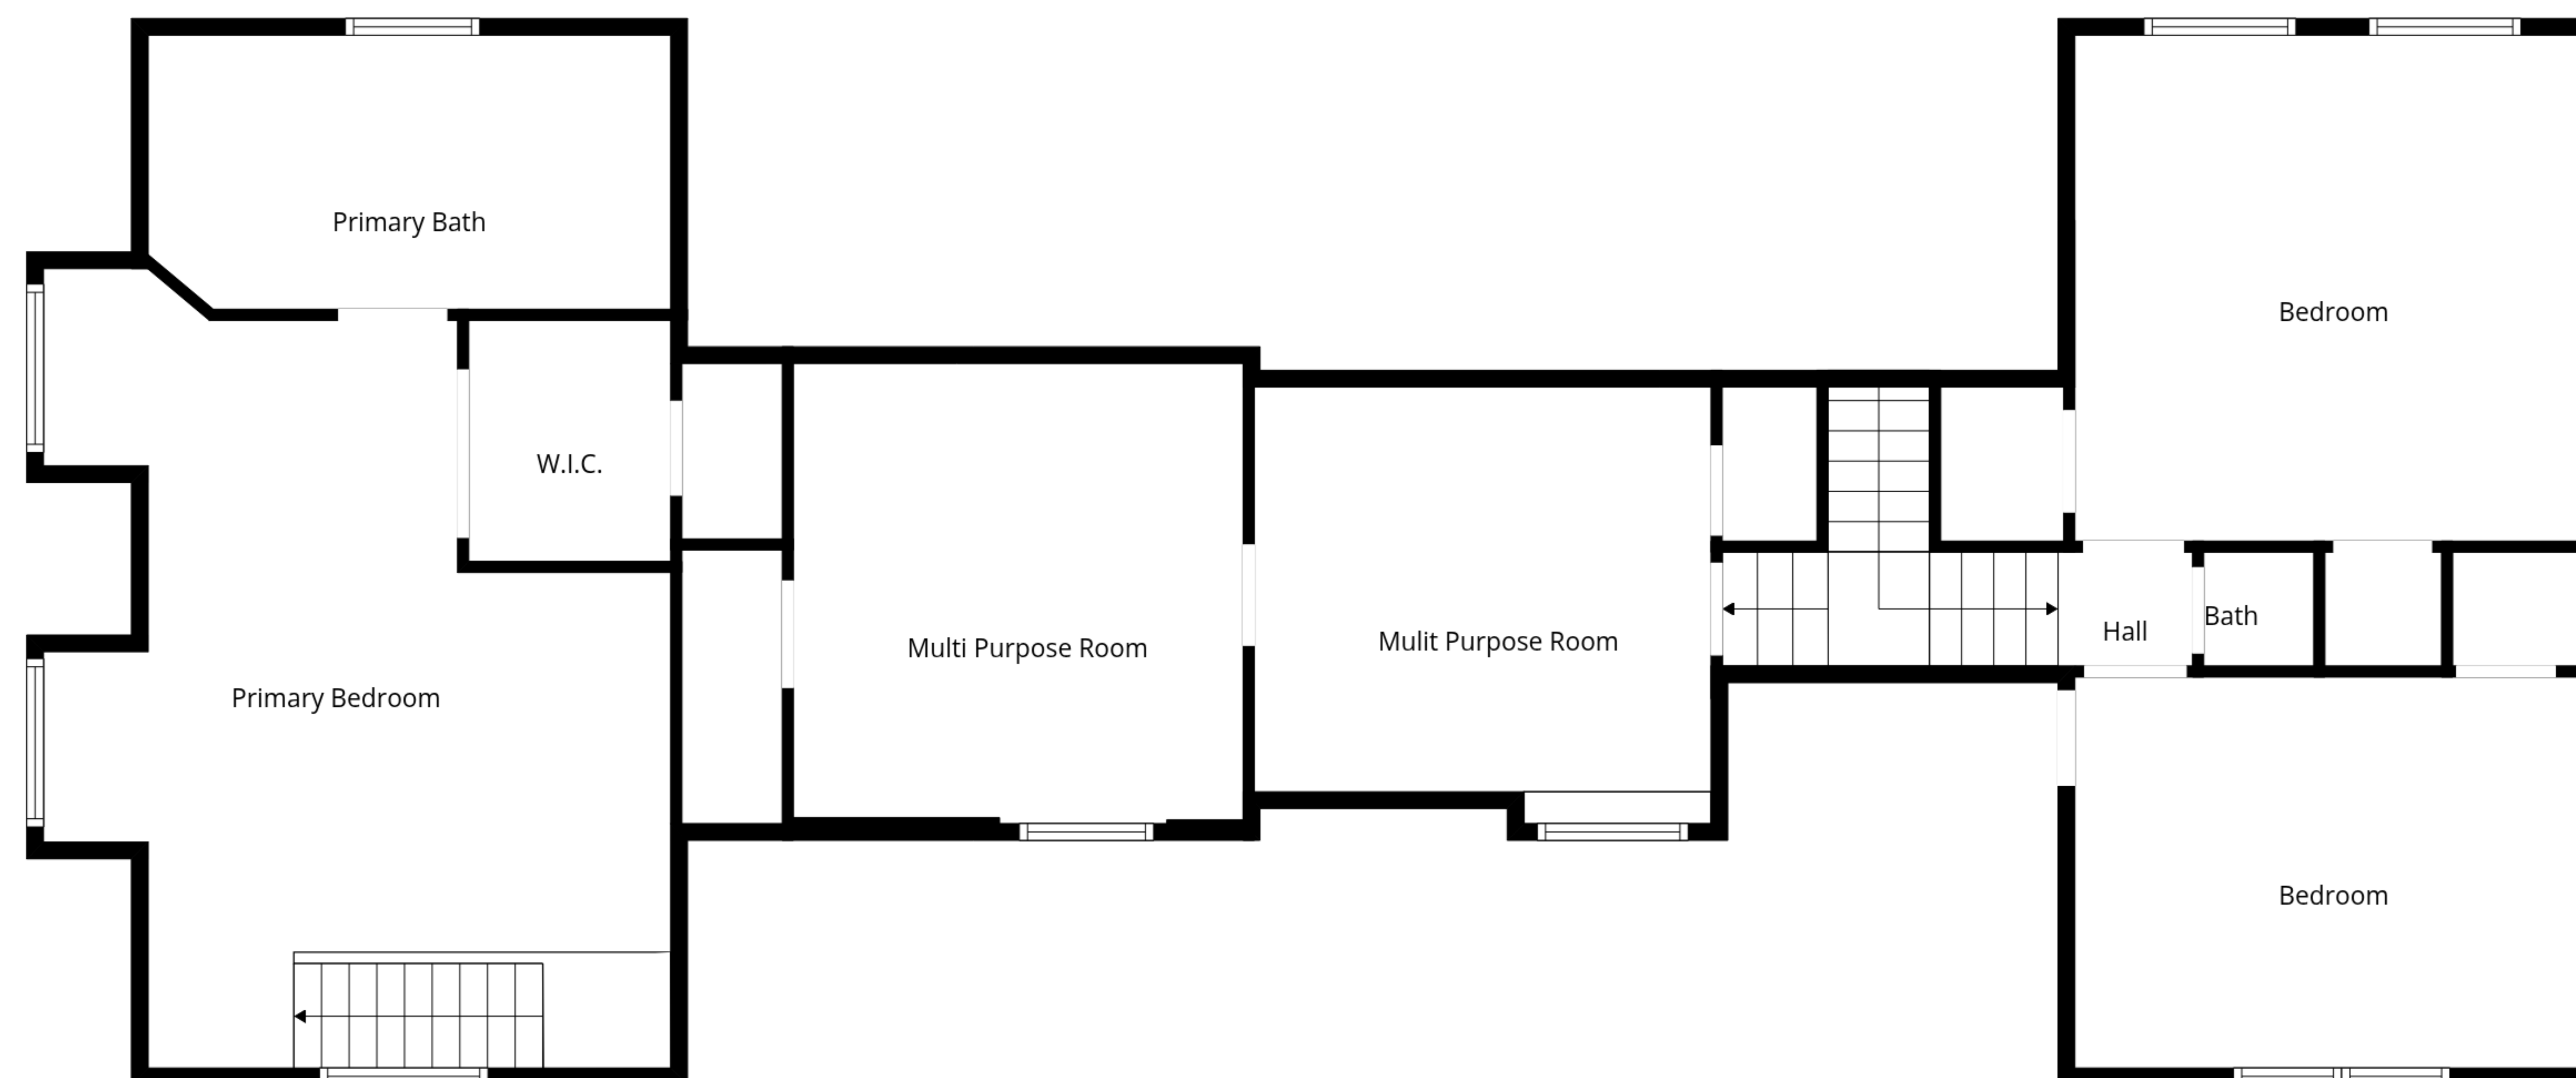 Primary Bath
Bedroom
W.I.C.
Bath
Hall
Mulit Purpose Room
Multi Purpose Room
Primary Bedroom
Bedroom